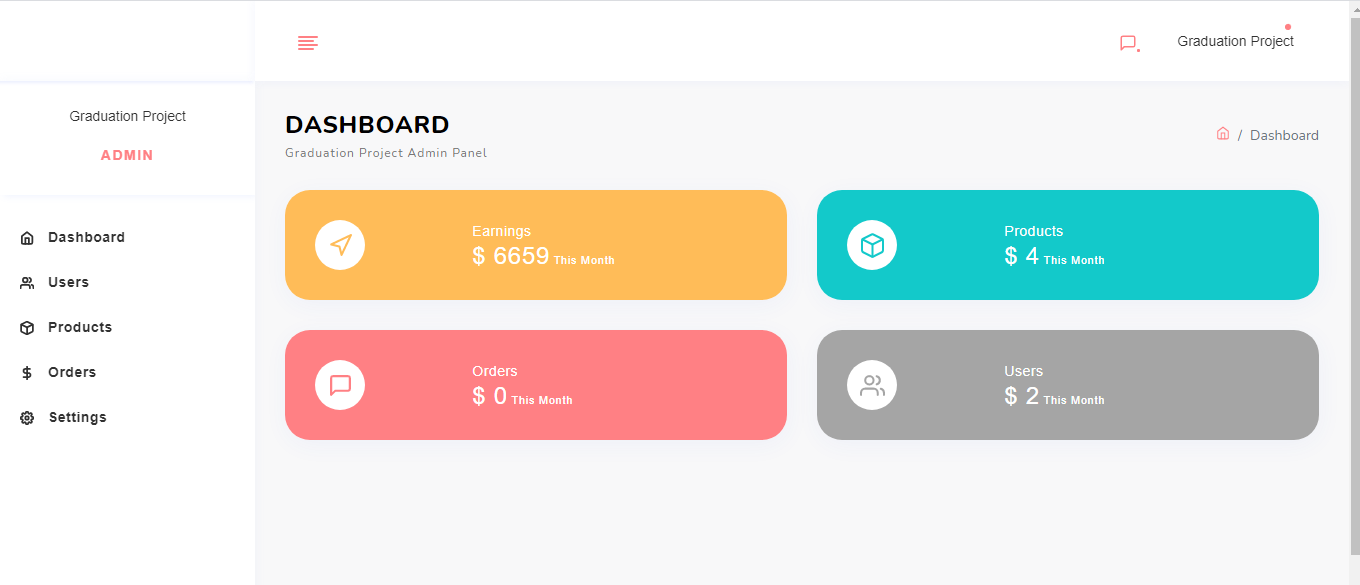 Graduation Project
Graduation Project
ADMIN
Dashboard
Users
Products
Orders
Settings
DASHBOARD
Graduation Project Admin Panel
/ Dashboard
Earnings
$ 6659 This Month
Products
$ 4 This Month
Orders
$ 0 This Month
Users
$ 2 This Month